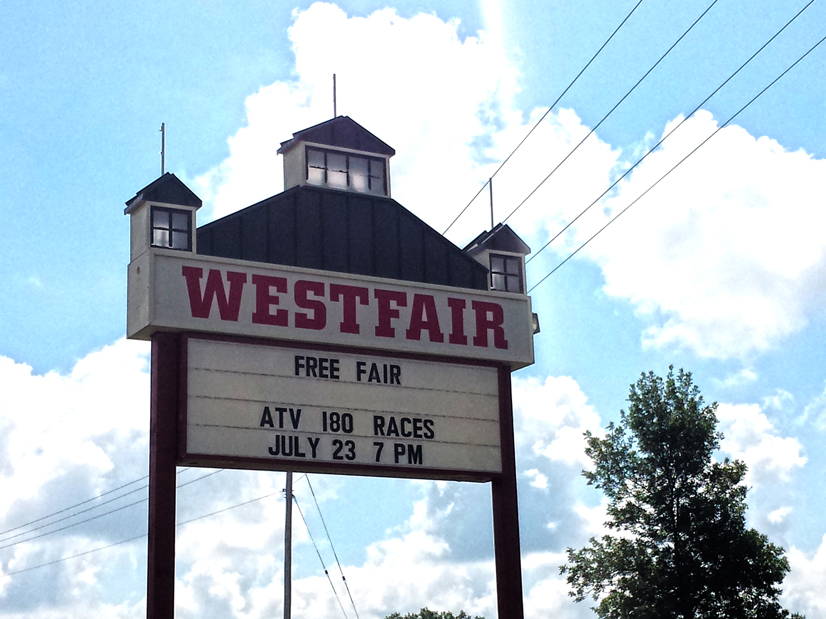 WESTFAIR
FREE FAIR
ATV 180 RACES
JULY 23 7 PM